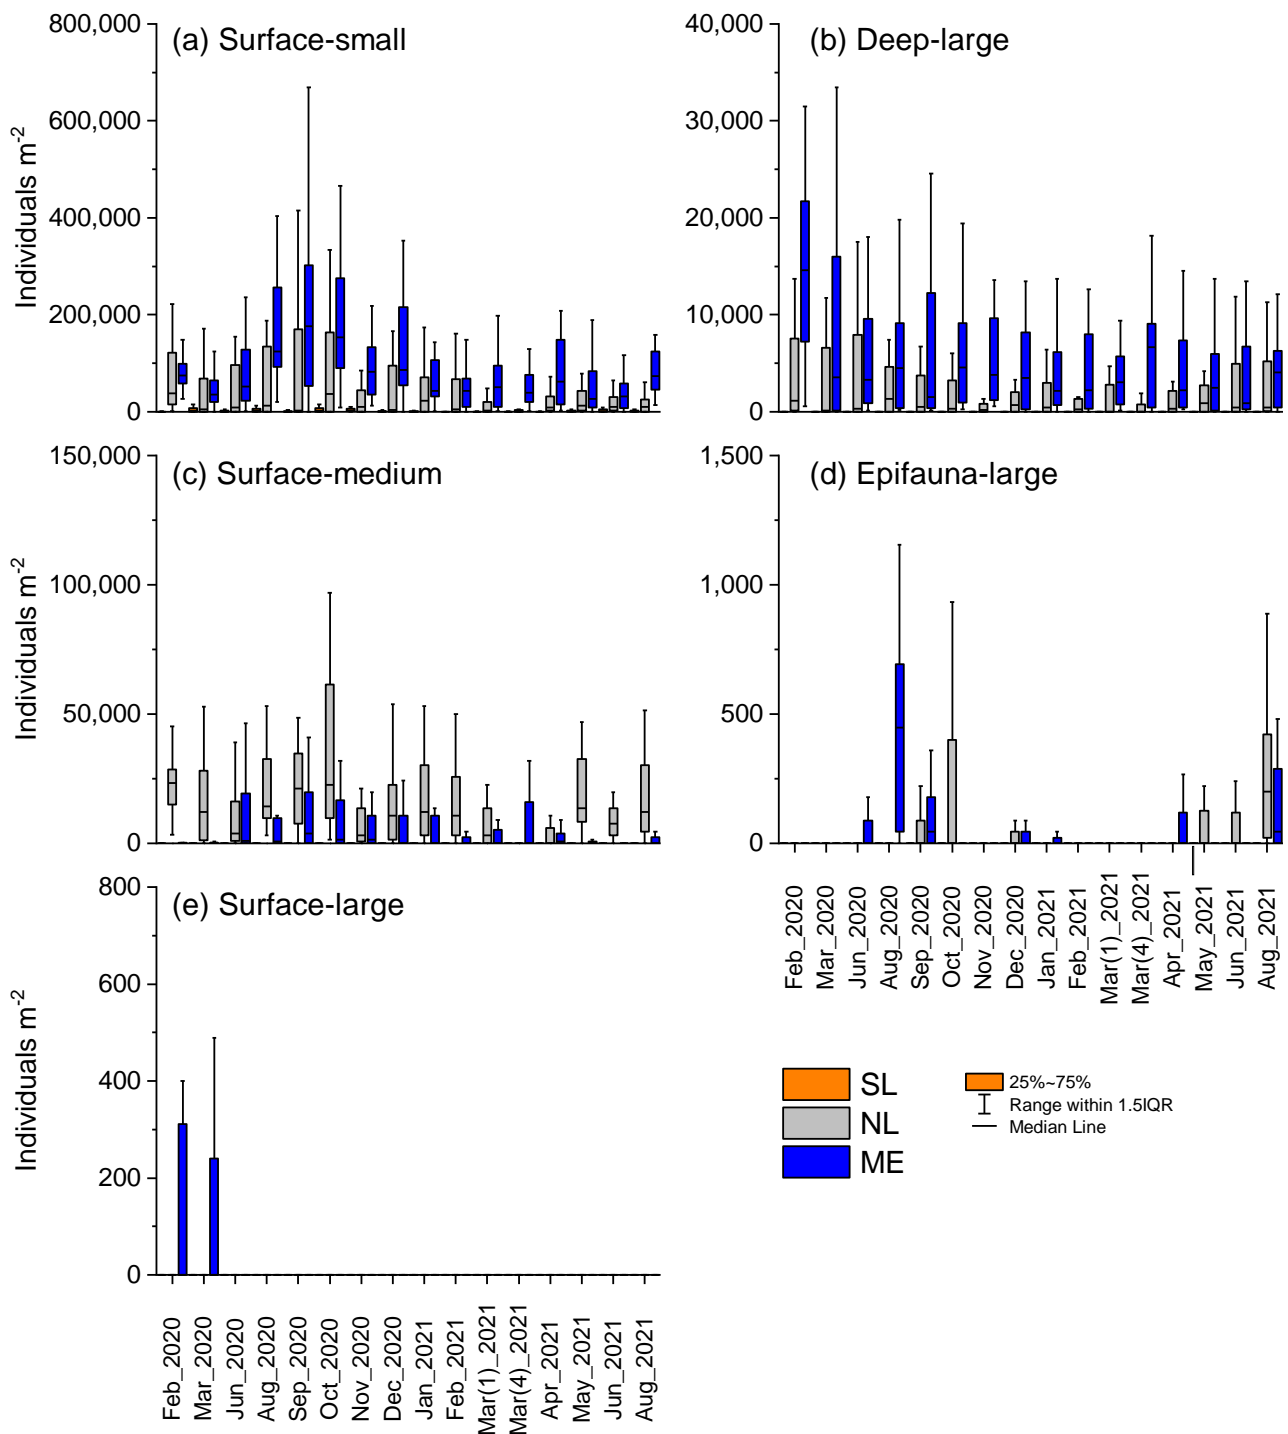 (a) Surface-small
800,000
600,000
400,000
200,000
0
Individuals m⁻²
(b) Deep-large
40,000
30,000
20,000
10,000
0
(c) Surface-medium
150,000
100,000
50,000
0
Individuals m⁻²
(d) Epifauna-large
1,500
1,000
500
0
Feb_2020
Mar_2020
Jun_2020
Aug_2020
Sep_2020
Oct_2020
Nov_2020
Dec_2020
Jan_2021
Feb_2021
Mar(1)_2021
Mar(4)_2021
Apr_2021
May_2021
Jun_2021
Aug_2021
(e) Surface-large
800
600
400
200
0
Individuals m⁻²
Feb_2020
Mar_2020
Jun_2020
Aug_2020
Sep_2020
Oct_2020
Nov_2020
Dec_2020
Jan_2021
Feb_2021
Mar(1)_2021
Mar(4)_2021
Apr_2021
May_2021
Jun_2021
Aug_2021
SL
NL
ME
25%~75%
Range within 1.5IQR
Median Line